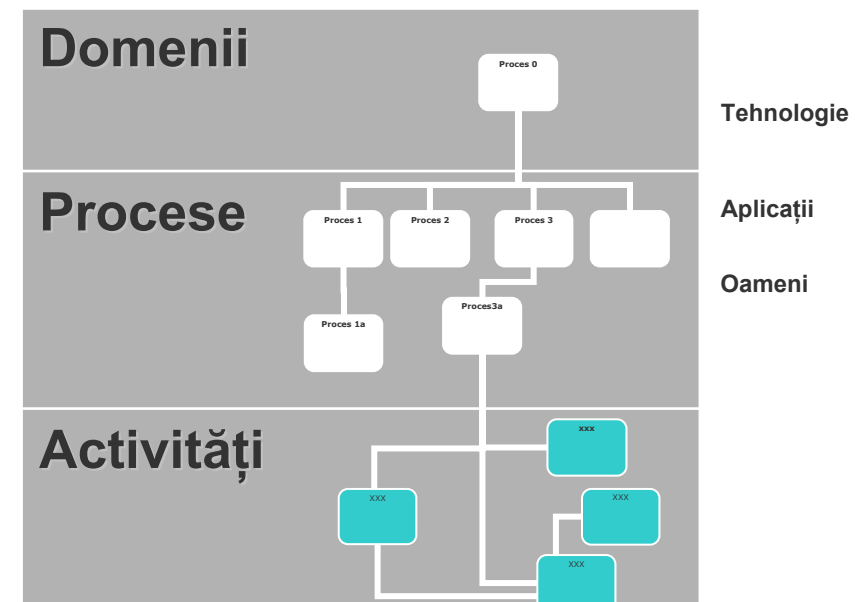 Domenii
Proces 0
Tehnologie
Procese
Proces 1
Proces 2
Proces 3
Aplicații
Oameni
Proces3a
Proces 1a
Activități
xxx
XXX
XXX
XXX